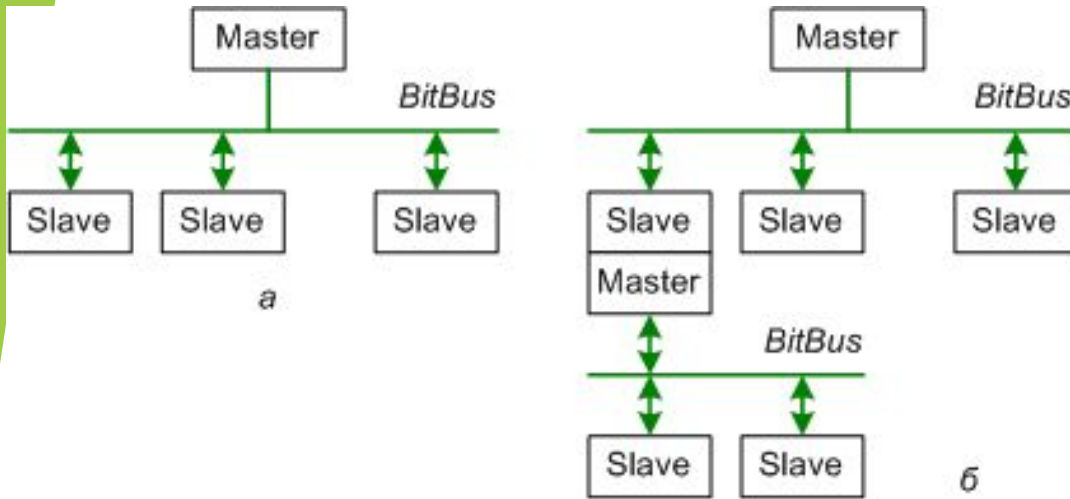 Master
BitBus
Slave Slave Slave
а
Master
BitBus
Slave Slave Slave
Master
BitBus
Slave Slave
б